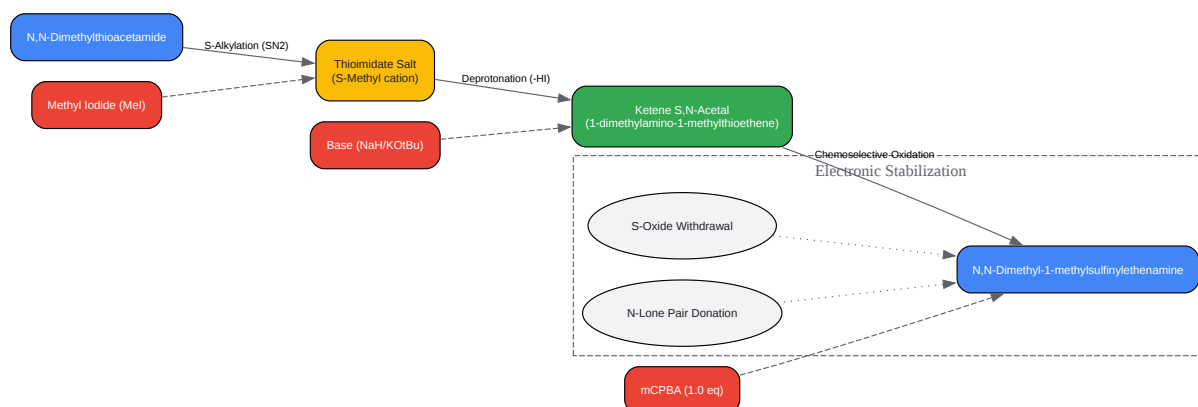 N,N-Dimethylthioacetamide
S-Alkylation (SN2)
Methyl Iodide (MeI)
Thioimidate Salt
(S-Methyl cation)
Deprotonation (-HI)
Base (NaH/KOtBu)
Ketene S,N-Acetal
(1-dimethylamino-1-methylthioethene)
Chemoselective Oxidation
Electronic Stabilization
S-Oxide Withdrawal
N-Lone Pair Donation
N,N-Dimethyl-1-methylsulfinylethenamine
mCPBA (1.0 eq)